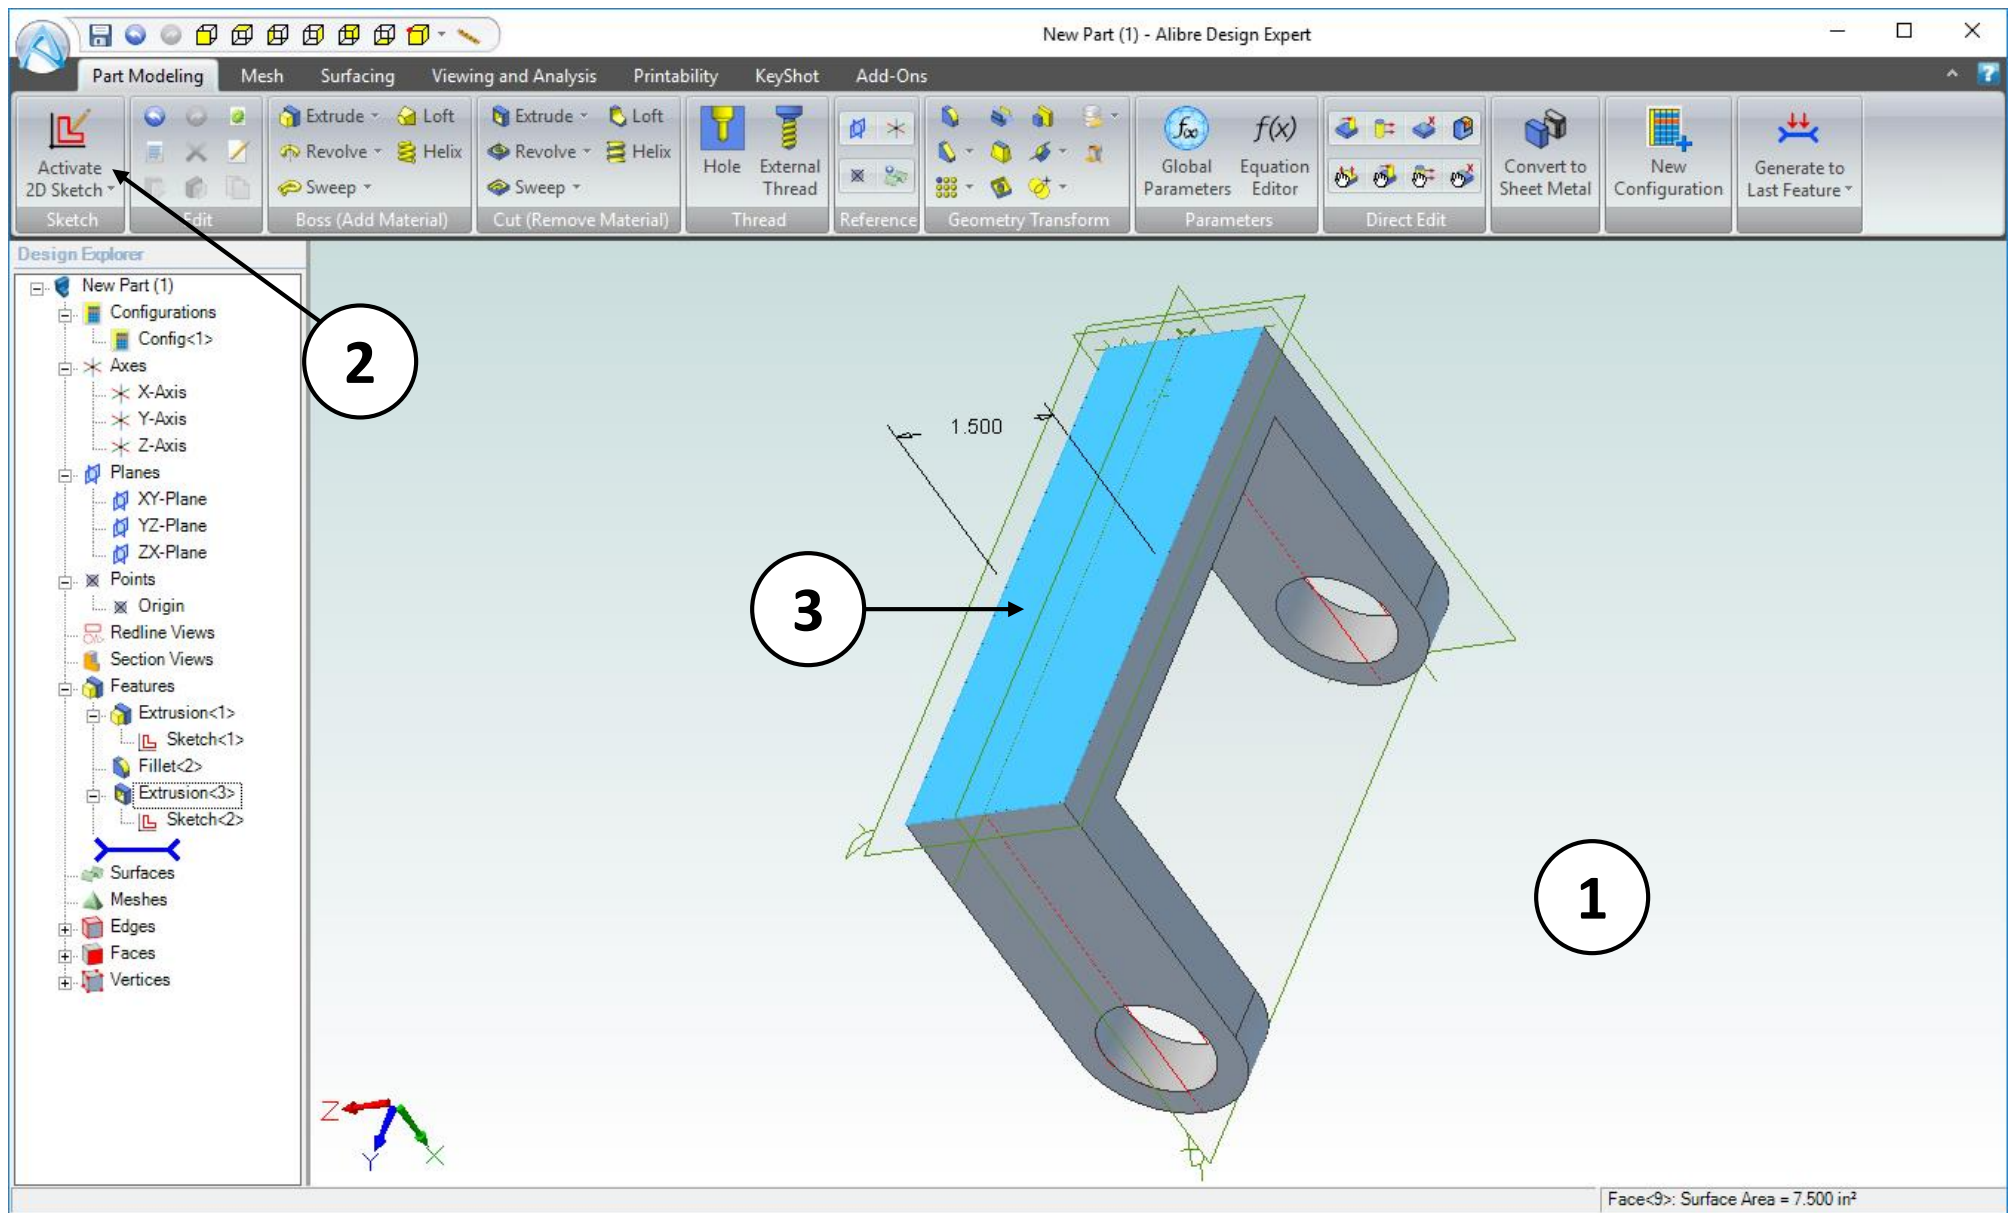 New Part (1) - Alibre Design Expert
Part Modeling Mesh Surfacing Viewing and Analysis Printability KeyShot Add-Ons
Activate
2D Sketch
Sketch
Edit
Extrude Loft
Revolve Helix
Sweep
Boss (Add Material)
Extrude Loft
Revolve Helix
Sweep
Cut (Remove Material)
Hole
External
Thread
Thread
Reference
Geometry Transform
Global
Parameters
f(x)
Equation
Editor
Parameters
Direct Edit
Convert to
Sheet Metal
New
Configuration
Generate to
Last Feature
Design Explorer
New Part (1)
Configurations
Config<1>
Axes
X-Axis
Y-Axis
Z-Axis
Planes
XY-Plane
YZ-Plane
ZX-Plane
Points
Origin
Redline Views
Section Views
Features
Extrusion<1>
Sketch<1>
Fillet<2>
Extrusion<3>
Sketch<2>
Surfaces
Meshes
Edges
Faces
Vertices
2
1.500
3
1
Z
Y
X
Face<9>: Surface Area = 7.500 in²